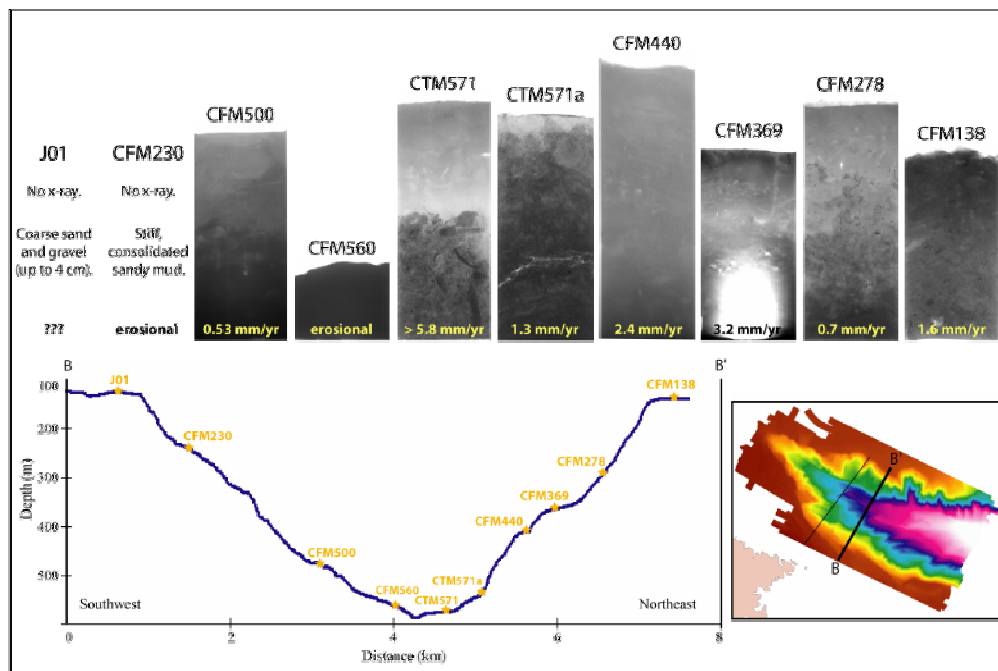 J01
No x-ray.
Coarse sand
and gravel
(up to 4 cm).
???
CFM230
No x-ray.
Stiff,
consolidated
sandy mud.
erosional
CFM500
0.53 mm/yr
CFM560
erosional
CTM571
> 5.8 mm/yr
CTM571a
1.3 mm/yr
CFM440
2.4 mm/yr
CFM369
3.2 mm/yr
CFM278
0.7 mm/yr
CFM138
1.6 mm/yr
B
B'
100
200
300
400
500
Depth (m)
J01
CFM230
CFM500
CFM560
CTM571
CTM571a
CFM440
CFM369
CFM278
CFM138
Southwest
Northeast
0
2
4
6
8
Distance (km)
B'
B